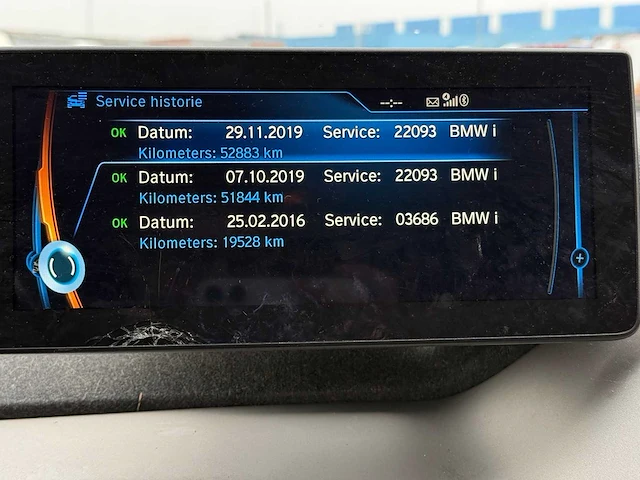 Service historie --:--
OK Datum: 29.11.2019 Service: 22093 BMW i
Kilometers: 52883 km
OK Datum: 07.10.2019 Service: 22093 BMW i
Kilometers: 51844 km
OK Datum: 25.02.2016 Service: 03686 BMW i
Kilometers: 19528 km